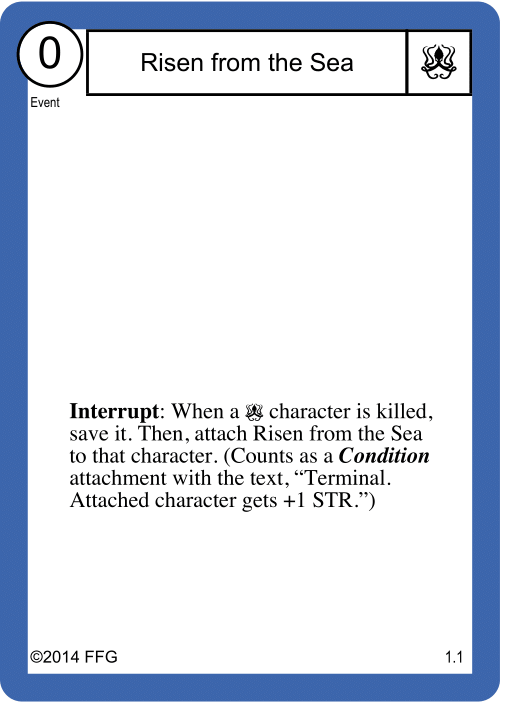 0
Risen from the Sea
Event
Interrupt: When a character is killed,
save it. Then, attach Risen from the Sea
to that character. (Counts as a Condition
attachment with the text, “Terminal.
Attached character gets +1 STR.”)
©2014 FFG
1.1